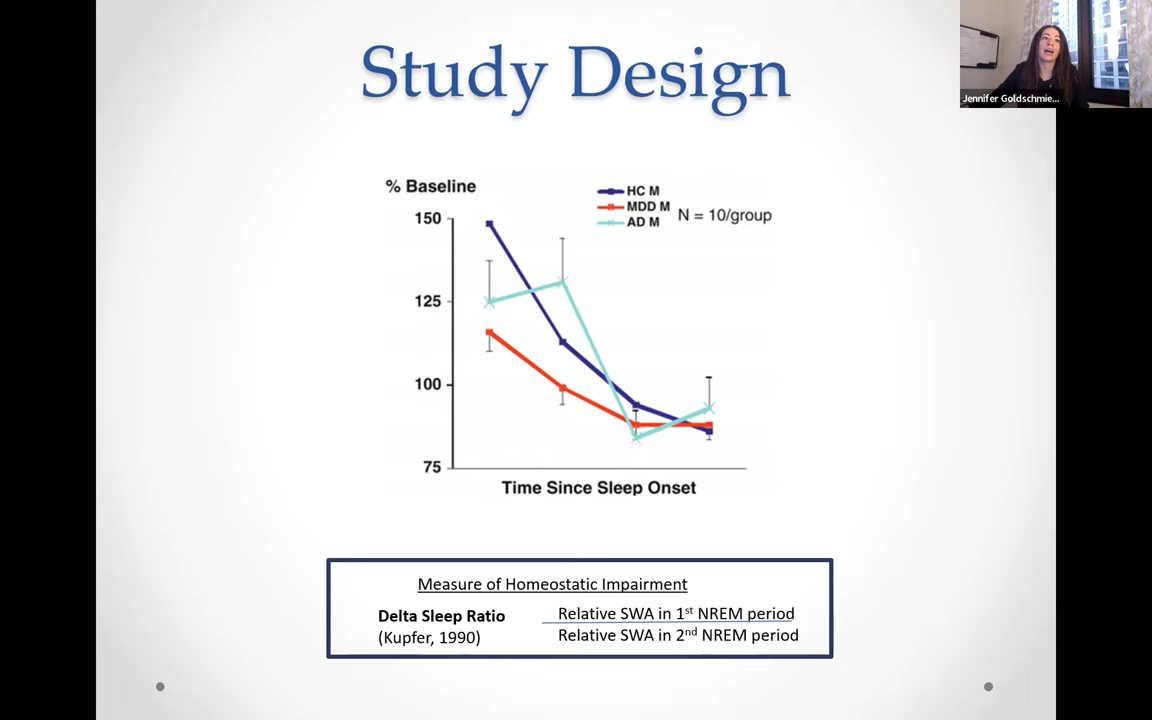 Study Design
Jennifer Goldschmie...
% Baseline
HC M
MDD M
AD M
N = 10/group
150
125
100
75
Time Since Sleep Onset
Measure of Homeostatic Impairment
Delta Sleep Ratio
(Kupfer, 1990)
Relative SWA in 1st NREM period
Relative SWA in 2nd NREM period